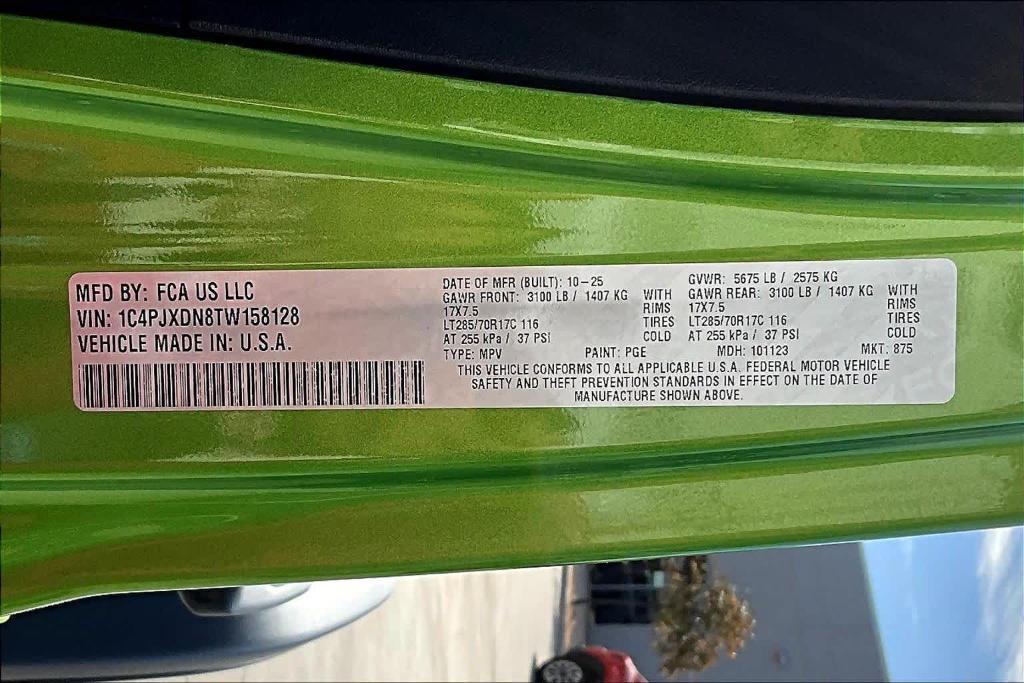 MFD BY: FCA US LLC
VIN: 1C4PJXDN8TW158128
VEHICLE MADE IN: U.S.A.
DATE OF MFR (BUILT): 10-25
GAWR FRONT: 3100 LB / 1407 KG WITH
17X7.5 RIMS
LT285/70R17C 116 TIRES
AT 255 kPa / 37 PSI COLD
GVWR: 5675 LB / 2575 KG
GAWR REAR: 3100 LB / 1407 KG WITH
17X7.5 RIMS
LT285/70R17C 116 TIRES
AT 255 kPa / 37 PSI COLD
TYPE: MPV PAINT: PGE MDH: 101123 MKT: 875
THIS VEHICLE CONFORMS TO ALL APPLICABLE U.S.A. FEDERAL MOTOR VEHICLE
SAFETY AND THEFT PREVENTION STANDARDS IN EFFECT ON THE DATE OF
MANUFACTURE SHOWN ABOVE.